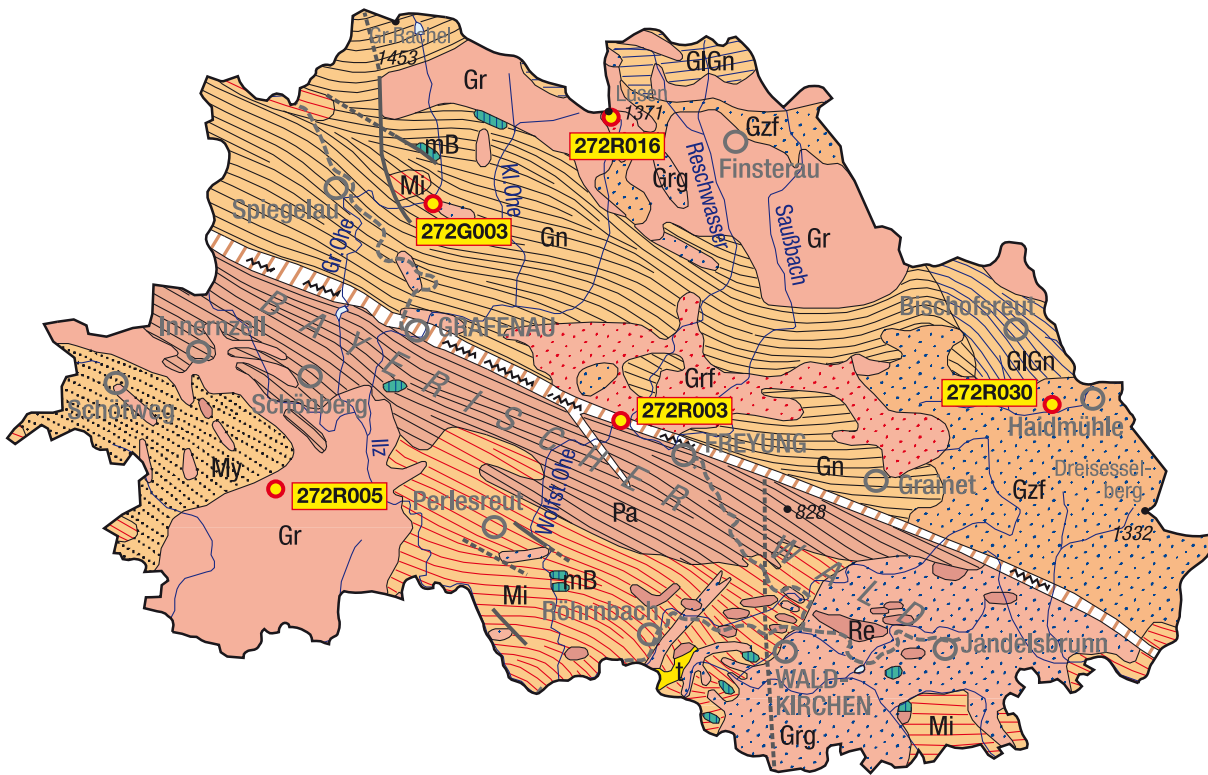 Gr.Rachel
1453
Gr
GlGn
Lusen
1371
Gzf
Finsterau
272R016
mB
Mi
Kl.Ohe
Grg
Reschwasser
Saußbach
Spiegelau
272G003
Gn
Gr
Gr.Ohe
Bischofsreut
GlGn
BAYERISCHER WALD
Innernzell
GRAFENAU
Grf
272R030
Haidmühle
Schöfweg
Schönberg
272R003
FREYUNG
Gn
Grainet
Gzf
Dreisessel-
berg
1332
My
Ilz
272R005
Perlesreut
Wolfst.Ohe
Pa
828
Gr
Mi
mB
Röhrnbach
Re
Jandelsbrunn
t
WALD-
KIRCHEN
Grg
Mi